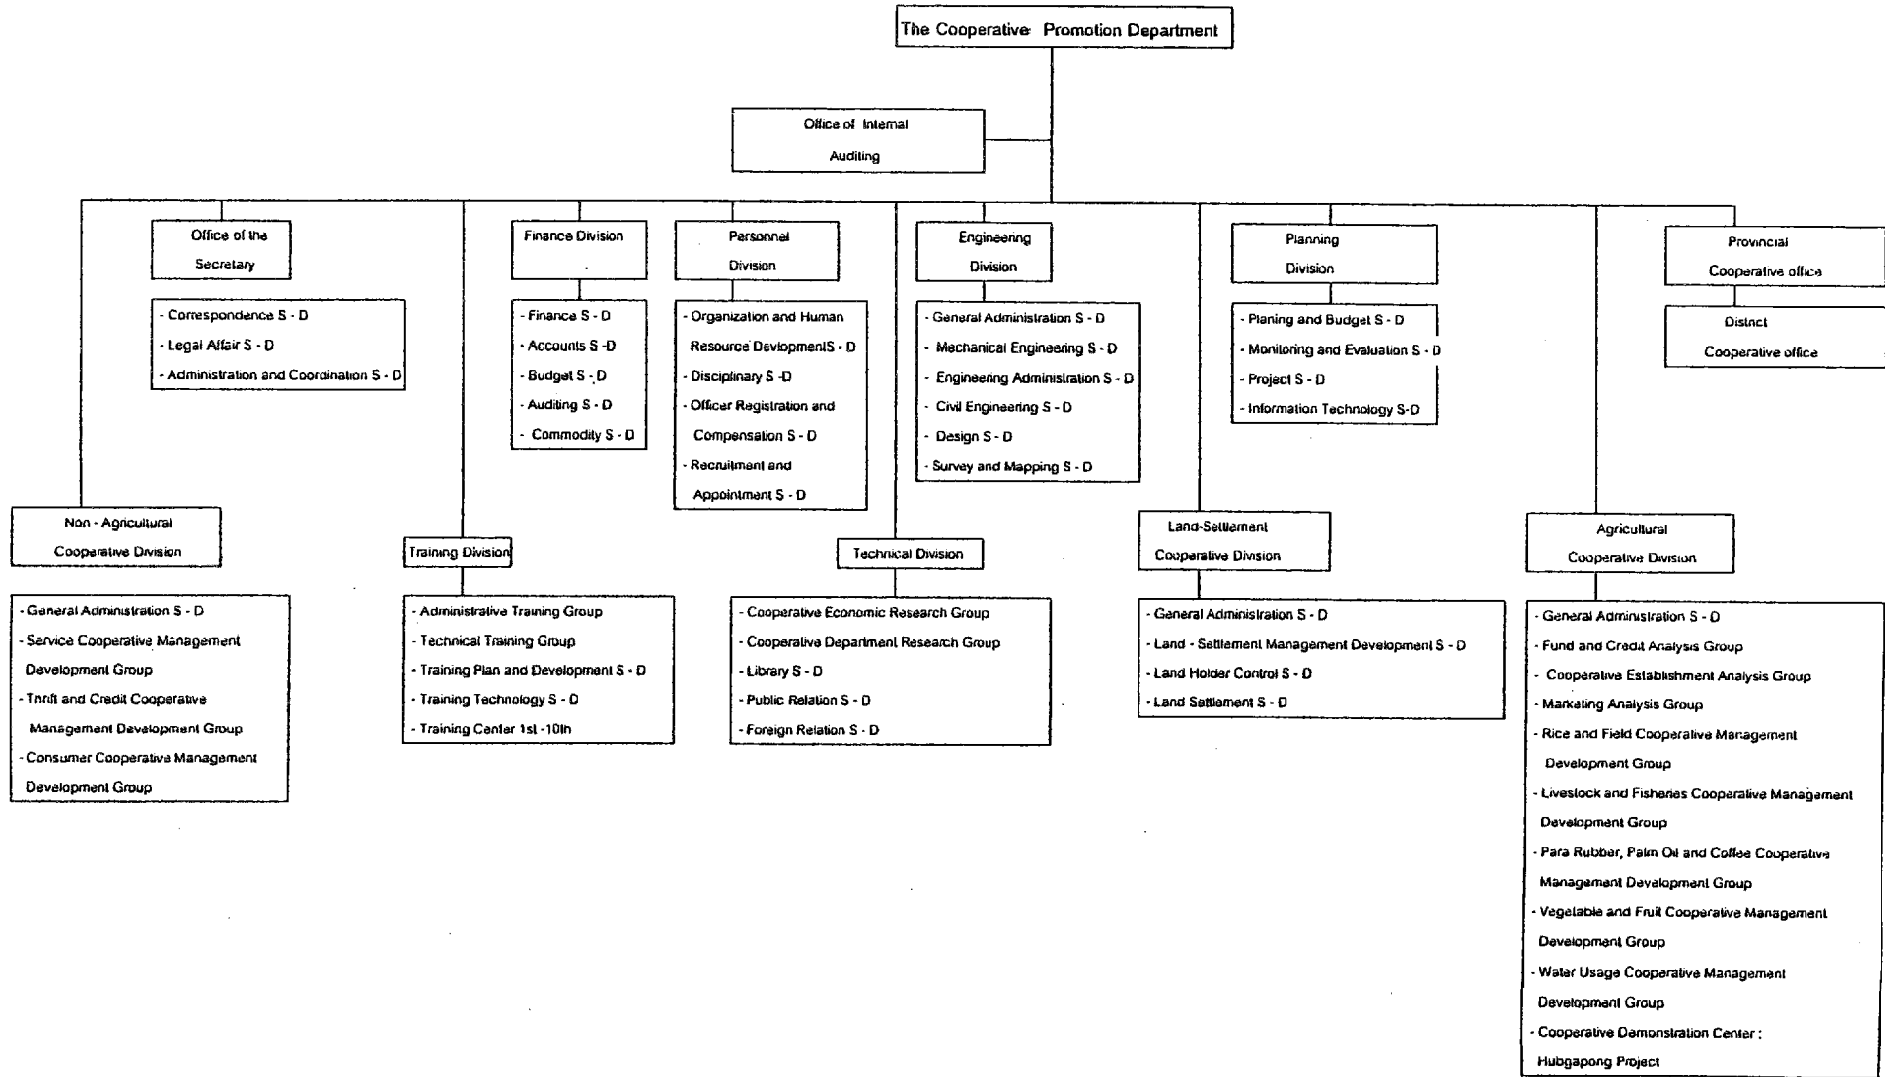 The Cooperative Promotion Department
Office of Internal
Auditing
Office of the
Secretary
- Correspondence S - D
- Legal Affair S - D
- Administration and Coordination S - D
Finance Division
- Finance S - D
- Accounts S -D
- Budget S - D
- Auditing S - D
- Commodity S - D
Personnel
Division
- Organization and Human
Resource DevlopmentS - D
- Disciplinary S -D
- Officer Registration and
Compensation S - D
- Recruitment and
Appointment S - D
Engineering
Division
- General Administration S - D
- Mechanical Engineering S - D
- Engineering Administration S - D
- Civil Engineering S - D
- Design S - D
- Survey and Mapping S - D
Planning
Division
- Planing and Budget S - D
- Monitoring and Evaluation S - D
- Project S - D
- Information Technology S-D
Provincial
Cooperative office
District
Cooperative office
Non - Agricultural
Cooperative Division
- General Administration S - D
- Service Cooperative Management
Development Group
- Thrift and Credit Cooperative
Management Development Group
- Consumer Cooperative Management
Development Group
Training Division
- Administrative Training Group
- Technical Training Group
- Training Plan and Development S - D
- Training Technology S - D
- Training Center 1st -10th
Technical Division
- Cooperative Economic Research Group
- Cooperative Department Research Group
- Library S - D
- Public Relation S - D
- Foreign Relation S - D
Land-Settlement
Cooperative Division
- General Administration S - D
- Land - Settlement Management Development S - D
- Land Holder Control S - D
- Land Settlement S - D
Agricultural
Cooperative Division
- General Administration S - D
- Fund and Credit Analysis Group
- Cooperative Establishment Analysis Group
- Marketing Analysis Group
- Rice and Field Cooperative Management
Development Group
- Livestock and Fisheries Cooperative Management
Development Group
- Para Rubber, Palm Oil and Coffee Cooperative
Management Development Group
- Vegetable and Fruit Cooperative Management
Development Group
- Water Usage Cooperative Management
Development Group
- Cooperative Demonstration Center :
Hubgapong Project